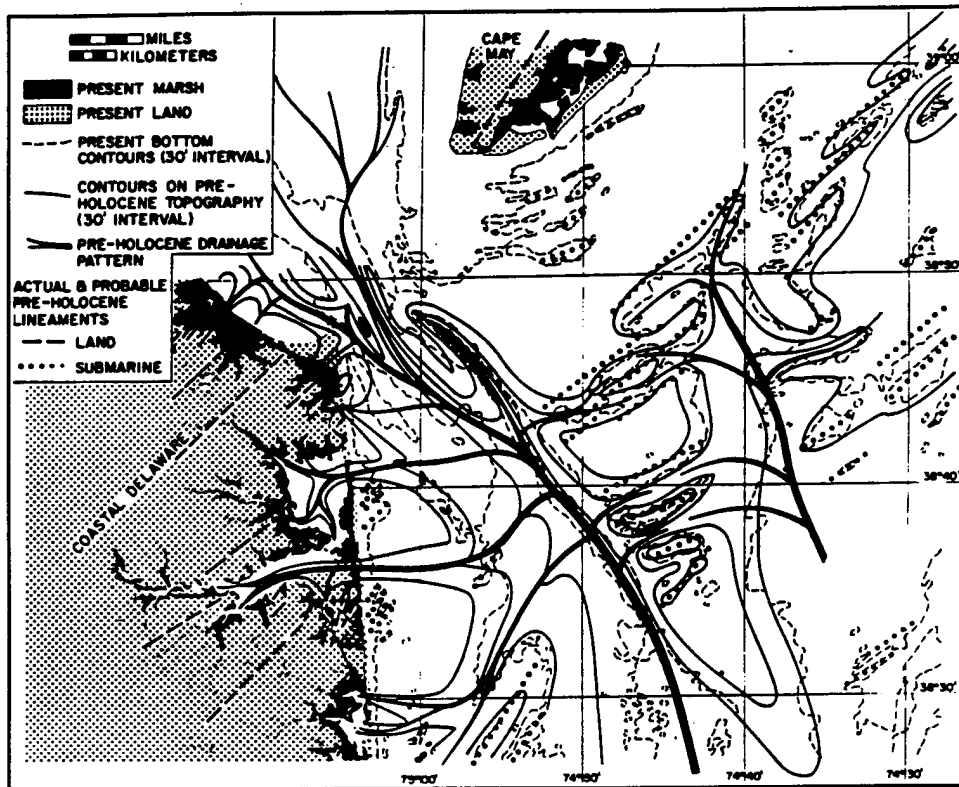 MILES
KILOMETERS
PRESENT MARSH
PRESENT LAND
PRESENT BOTTOM
CONTOURS (30' INTERVAL)
CONTOURS ON PRE-
HOLOCENE TOPOGRAPHY
(30' INTERVAL)
PRE-HOLOCENE DRAINAGE
PATTERN
ACTUAL & PROBABLE
PRE-HOLOCENE
LINEAMENTS
LAND
SUBMARINE
CAPE
MAY
COASTAL DELAWARE
38°40'
38°30'
75°00'
74°40'
74°30'